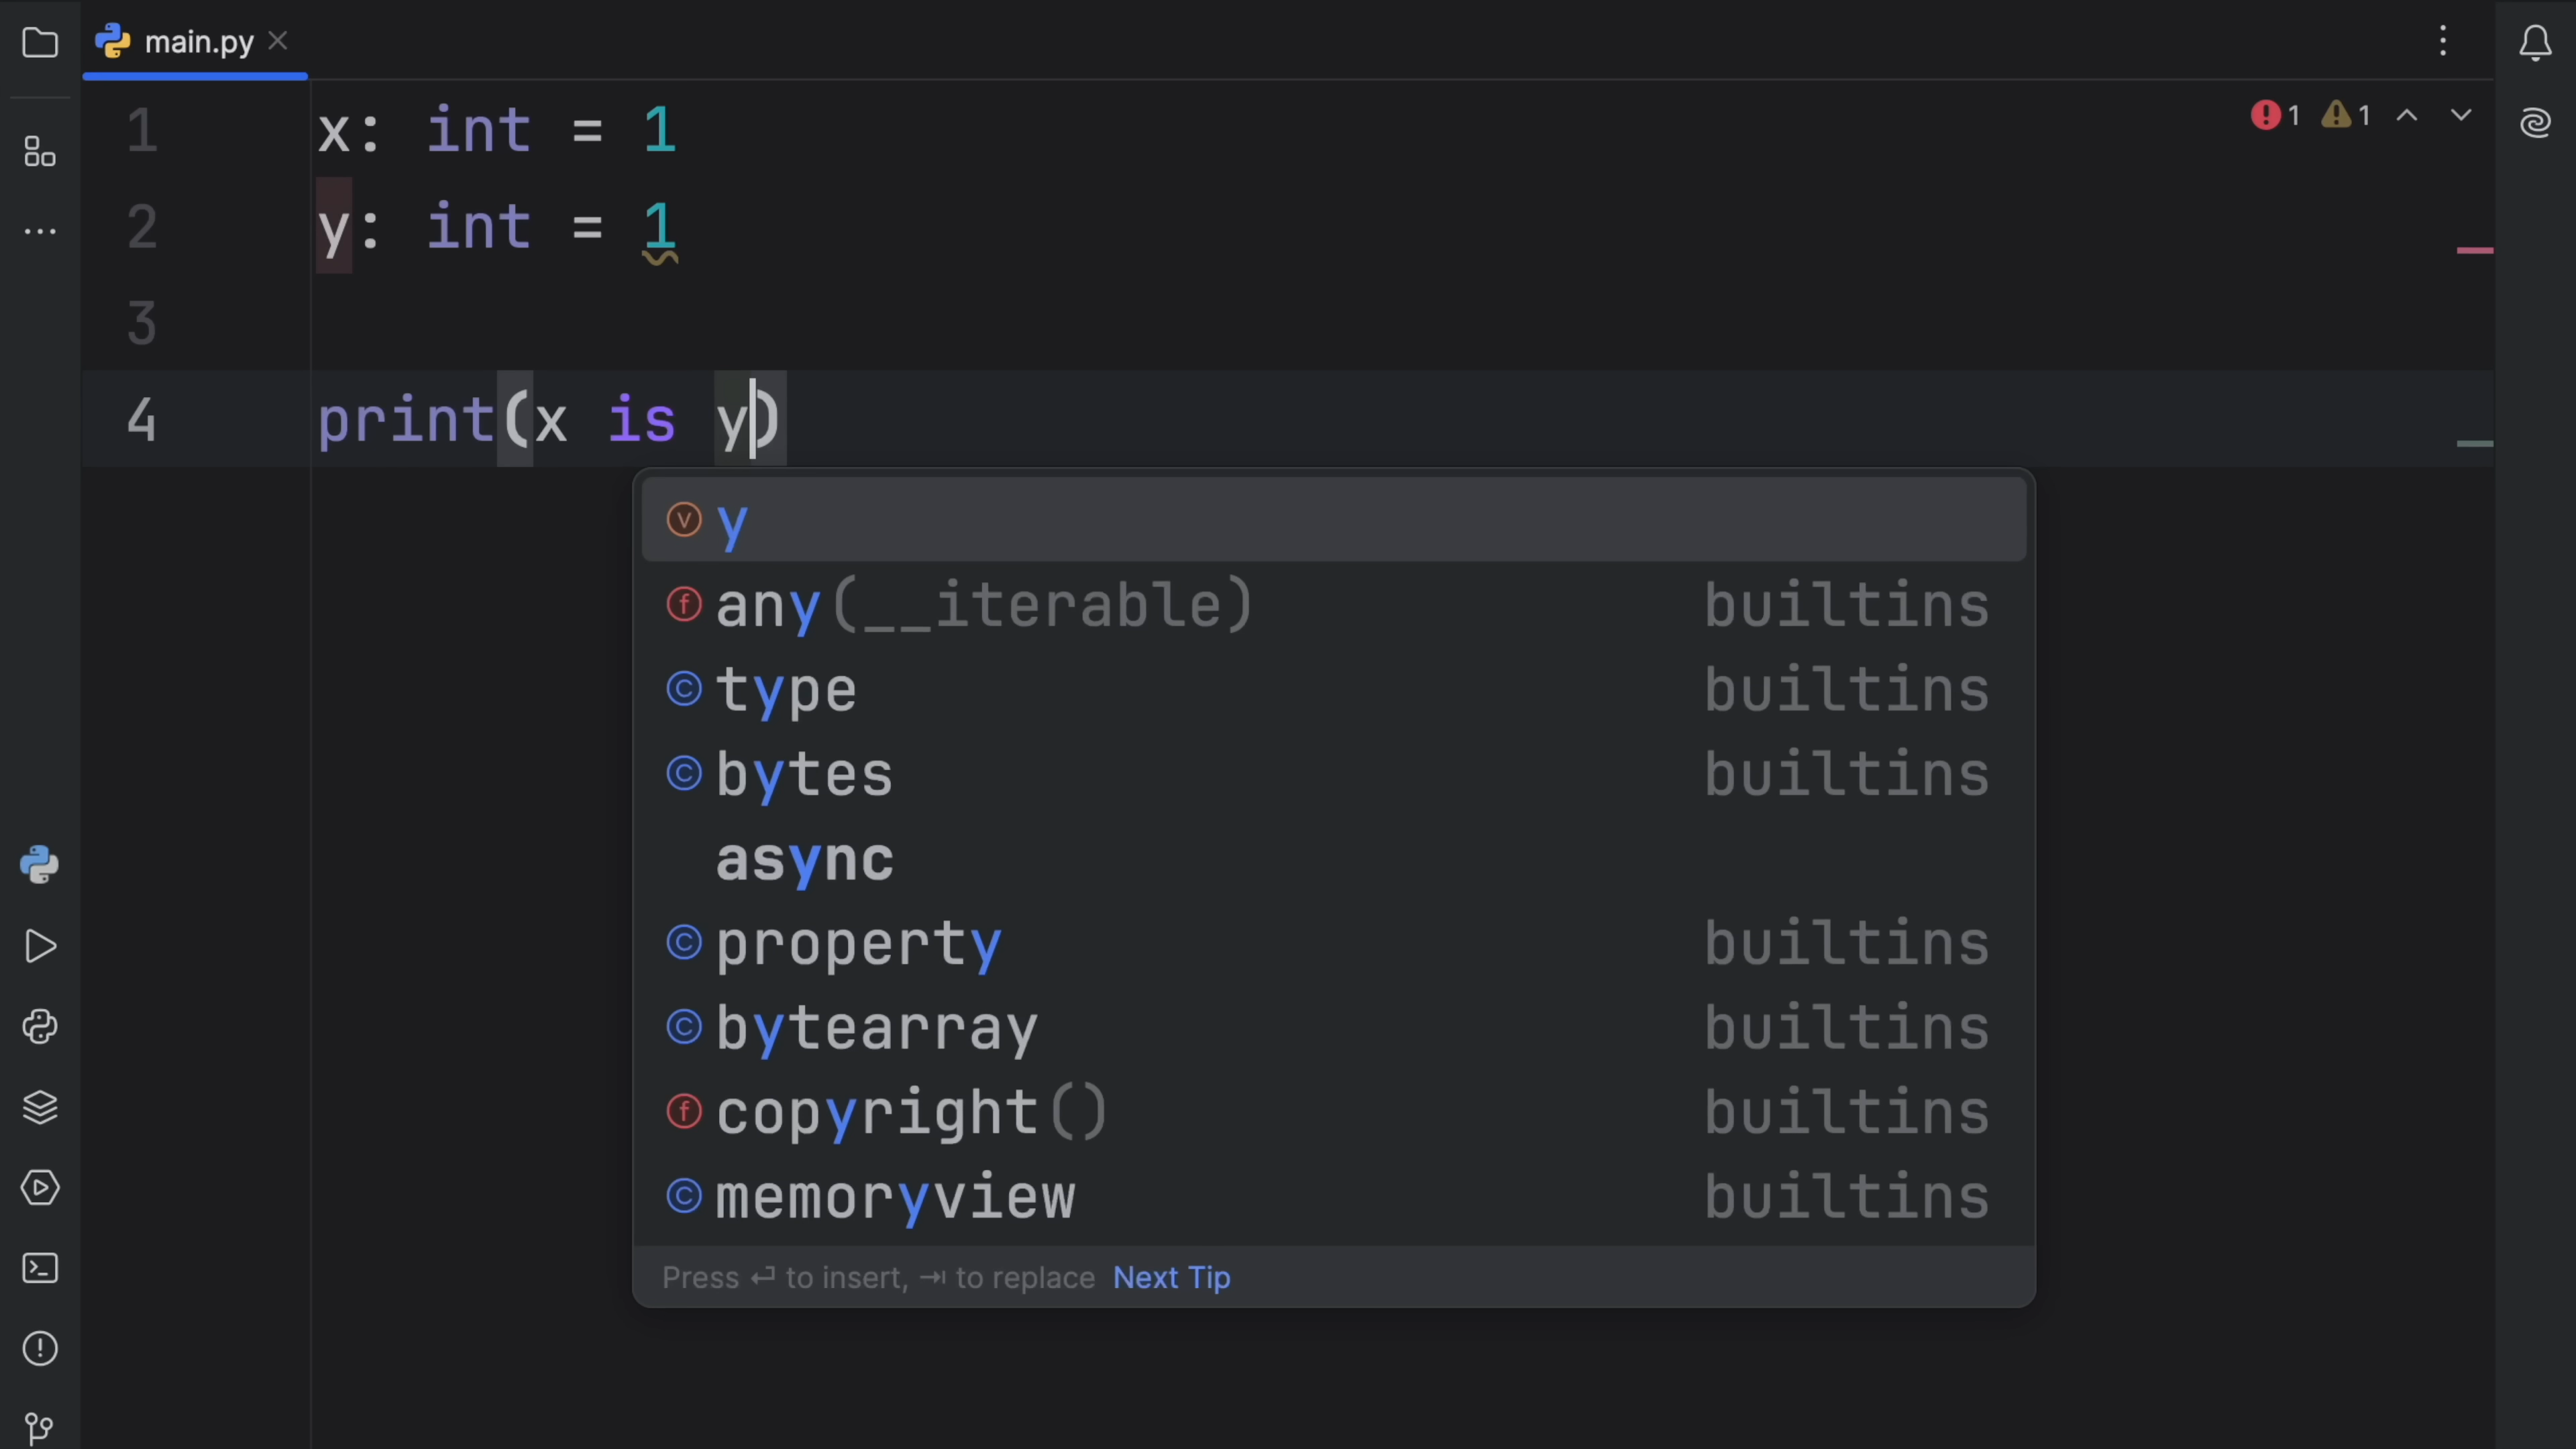 main.py
1 x: int = 1
2 y: int = 1
3
4 print(x is y)
1 1
y
any(__iterable) builtins
type builtins
bytes builtins
async
property builtins
bytearray builtins
copyright() builtins
memoryview builtins
Press ↵ to insert, ⇥ to replace Next Tip